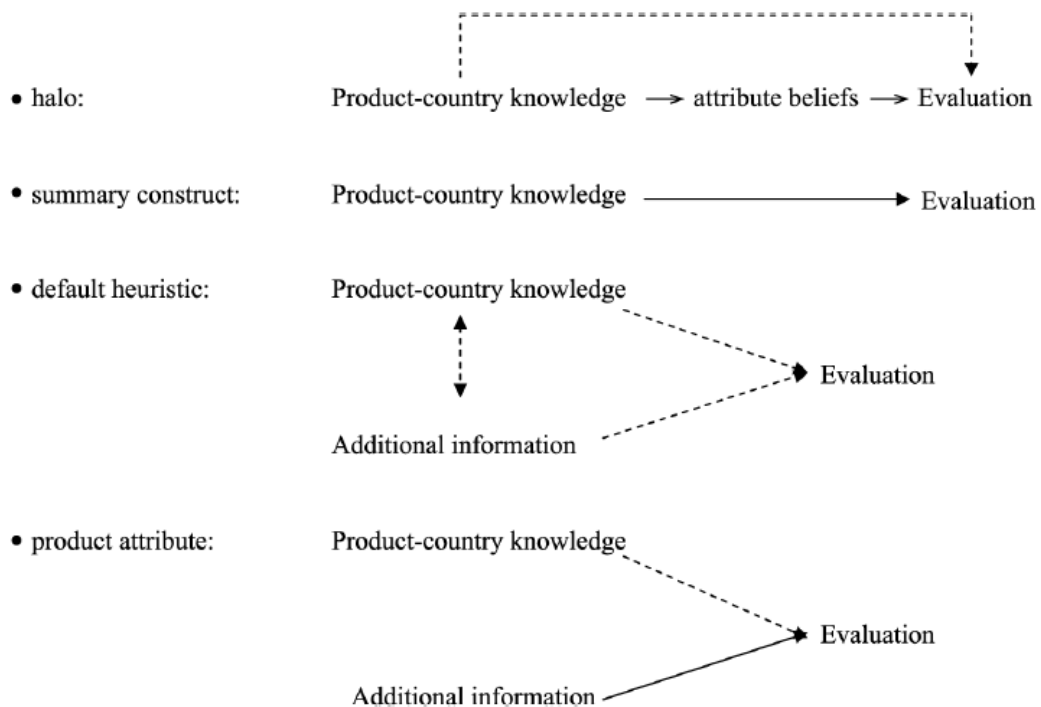 • halo: Product-country knowledge attribute beliefs Evaluation
• summary construct: Product-country knowledge Evaluation
• default heuristic: Product-country knowledge
Evaluation
Additional information
• product attribute: Product-country knowledge
Evaluation
Additional information